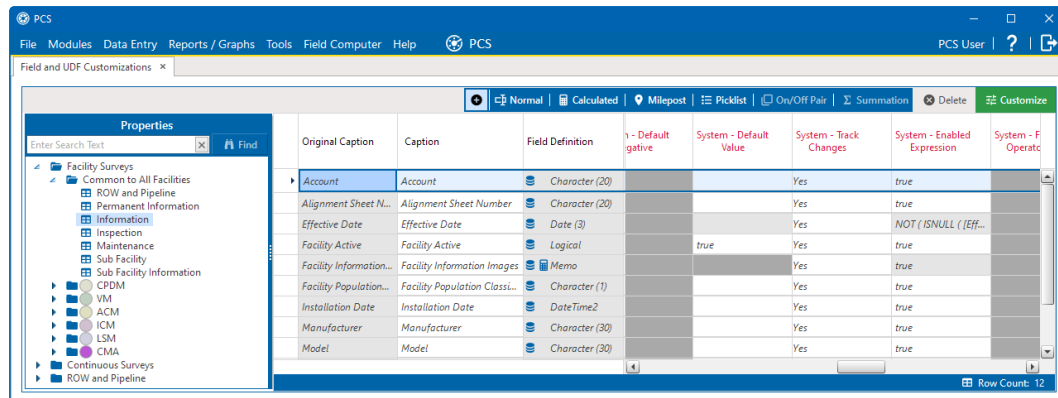 PCS
File Modules Data Entry Reports / Graphs Tools Field Computer Help PCS PCS User | ? |
Field and UDF Customizations ×
Normal | Calculated | Milepost | Picklist | On/Off Pair | Σ Summation Delete Customize
Properties
Enter Search Text × Find
Facility Surveys
Common to All Facilities
ROW and Pipeline
Permanent Information
Information
Inspection
Maintenance
Sub Facility
Sub Facility Information
CPDM
VM
ACM
ICM
LSM
CMA
Continuous Surveys
ROW and Pipeline
Original Caption Caption Field Definition - Default System - Default System - Track System - Enabled System - F
gative Value Changes Expression Operato
Account Account Character (20) Yes true
Alignment Sheet N... Alignment Sheet Number Character (20) Yes true
Effective Date Effective Date Date (3) Yes NOT ( ISNULL ( [Eff...
Facility Active Facility Active Logical true Yes true
Facility Information... Facility Information Images Memo Yes true
Facility Population... Facility Population Classi... Character (1) Yes true
Installation Date Installation Date DateTime2 Yes true
Manufacturer Manufacturer Character (30) Yes true
Model Model Character (30) Yes true
Row Count: 12